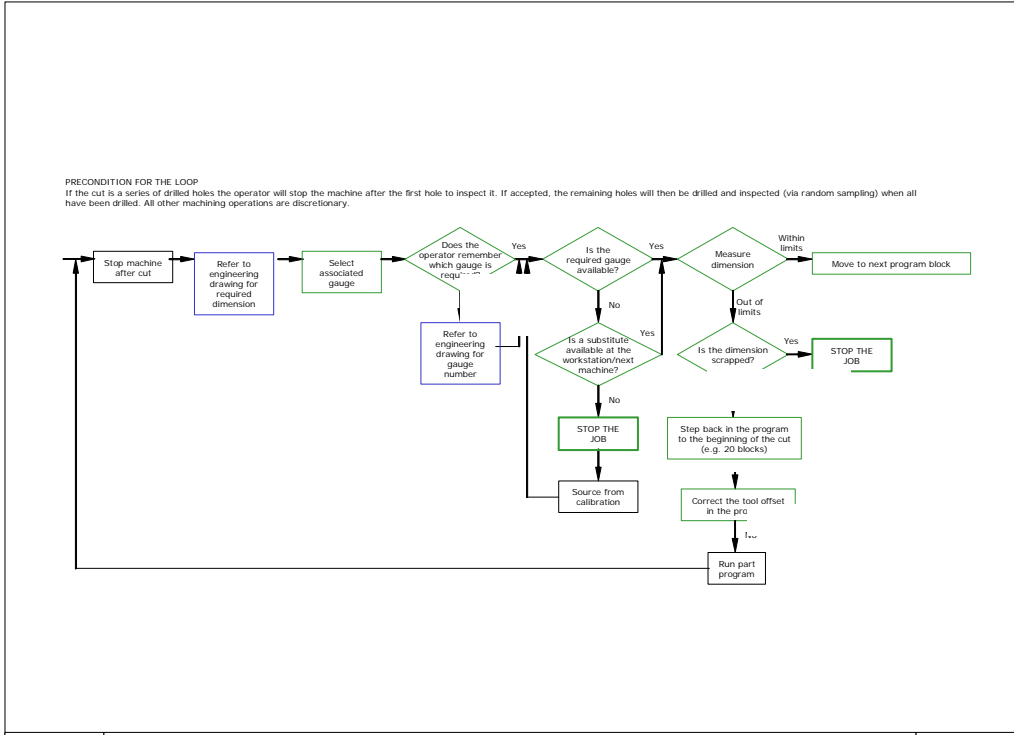 PRECONDITION FOR THE LOOP
If the cut is a series of drilled holes the operator will stop the machine after the first hole to inspect it. If accepted, the remaining holes will then be drilled and inspected (via random sampling) when all
have been drilled. All other machining operations are discretionary.
Stop machine
after cut
Refer to
engineering
drawing for
required
dimension
Select
associated
gauge
Does the
operator remember
which gauge is
Yes
Is the
required gauge
available?
Yes
Measure
dimension
Within
limits
Move to next program block
No
Out of
limits
Refer to
engineering
drawing for
gauge
number
Is a substitute
available at the
workstation/next
machine?
Yes
Is the dimension
scrapped?
Yes
STOP THE
JOB
No
STOP THE
JOB
Step back in the program
to the beginning of the cut
(e.g. 20 blocks)
Source from
calibration
Correct the tool offset
in the
Run part
program